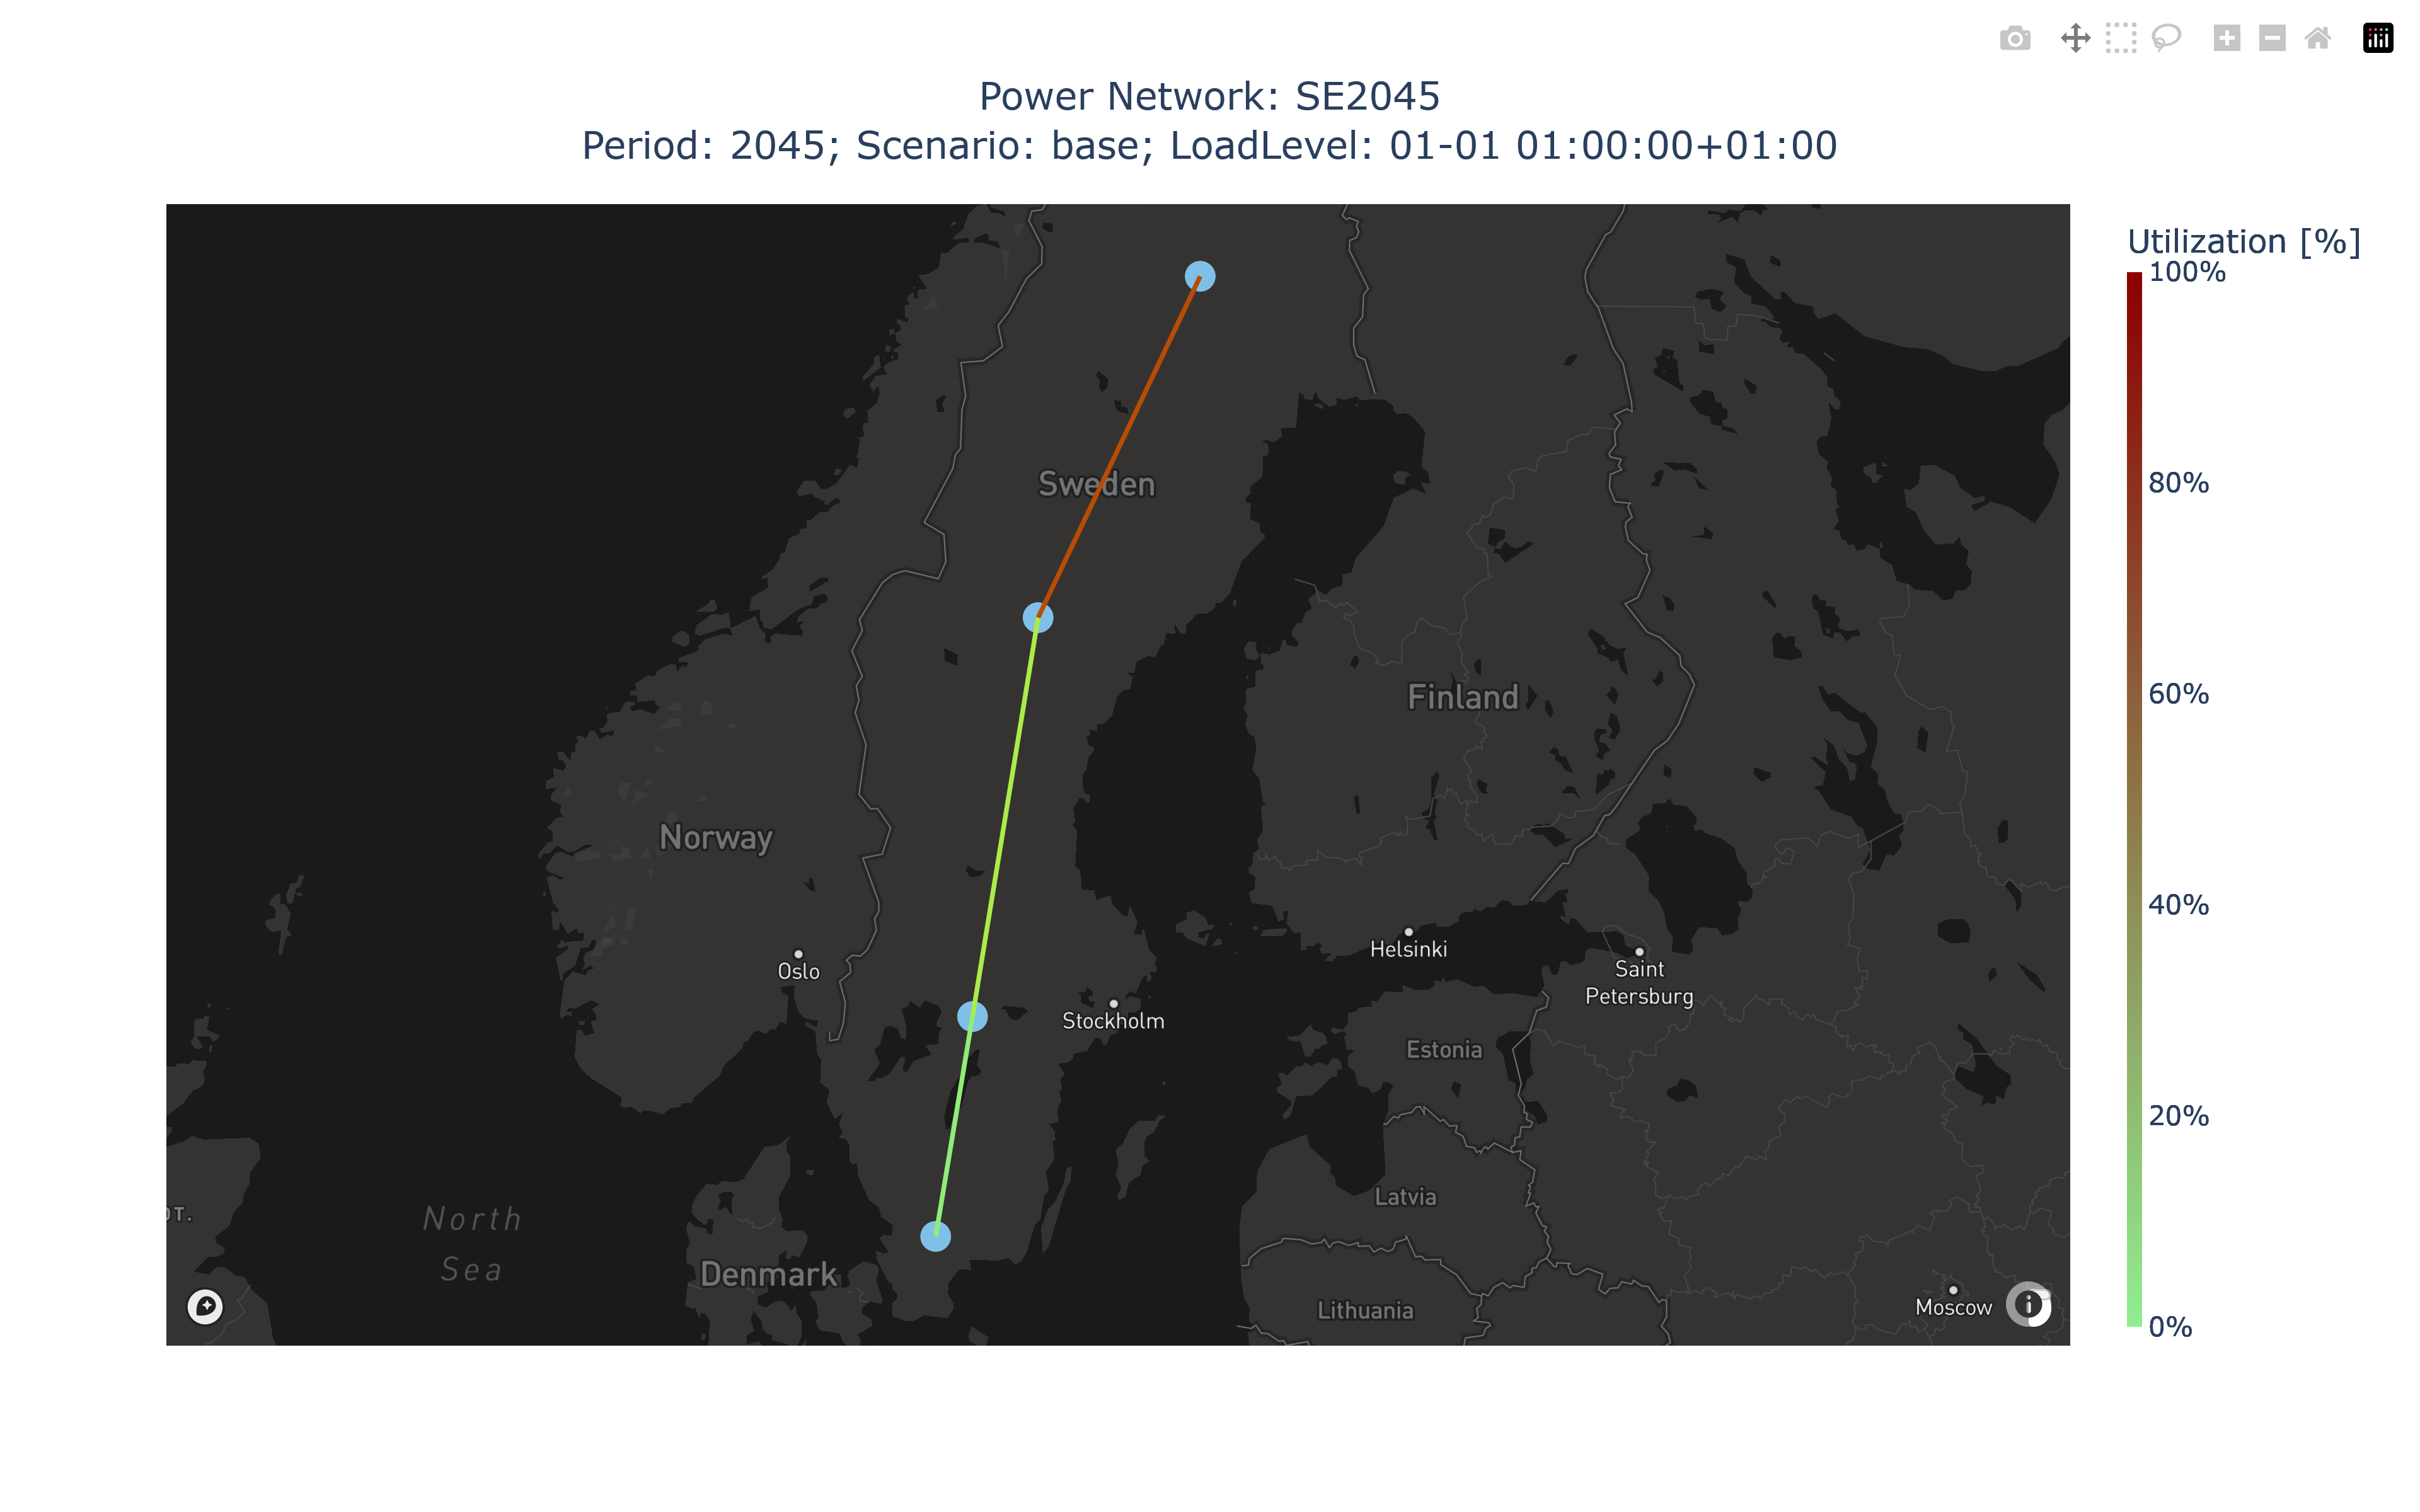 Power Network: SE2045
Period: 2045; Scenario: base; LoadLevel: 01-01 01:00:00+01:00
Utilization [%]
100%
80%
60%
40%
20%
0%
Sweden
Finland
Norway
Oslo
Helsinki
Stockholm
Saint
Petersburg
Estonia
Latvia
North
Sea
Denmark
Lithuania
Moscow